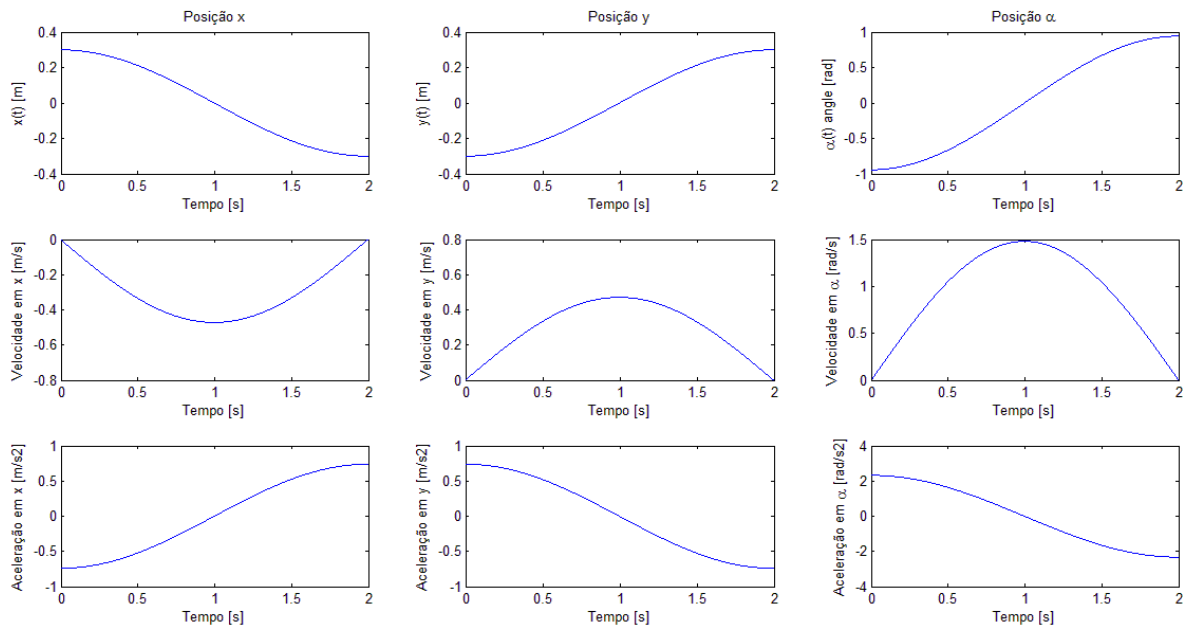 Posição x
0.4
0.2
0
-0.2
-0.4
x(t) [m]
0 0.5 1 1.5 2
Tempo [s]
Posição y
0.4
0.2
0
-0.2
-0.4
y(t) [m]
0 0.5 1 1.5 2
Tempo [s]
Posição α
1
0.5
0
-0.5
-1
α(t) angle [rad]
0 0.5 1 1.5 2
Tempo [s]
0
-0.2
-0.4
-0.6
-0.8
Velocidade em x [m/s]
0 0.5 1 1.5 2
Tempo [s]
0.8
0.6
0.4
0.2
0
Velocidade em y [m/s]
0 0.5 1 1.5 2
Tempo [s]
1.5
1
0.5
0
Velocidade em α [rad/s]
0 0.5 1 1.5 2
Tempo [s]
1
0.5
0
-0.5
-1
Aceleração em x [m/s2]
0 0.5 1 1.5 2
Tempo [s]
1
0.5
0
-0.5
-1
Aceleração em y [m/s2]
0 0.5 1 1.5 2
Tempo [s]
4
2
0
-2
-4
Aceleração em α [rad/s2]
0 0.5 1 1.5 2
Tempo [s]